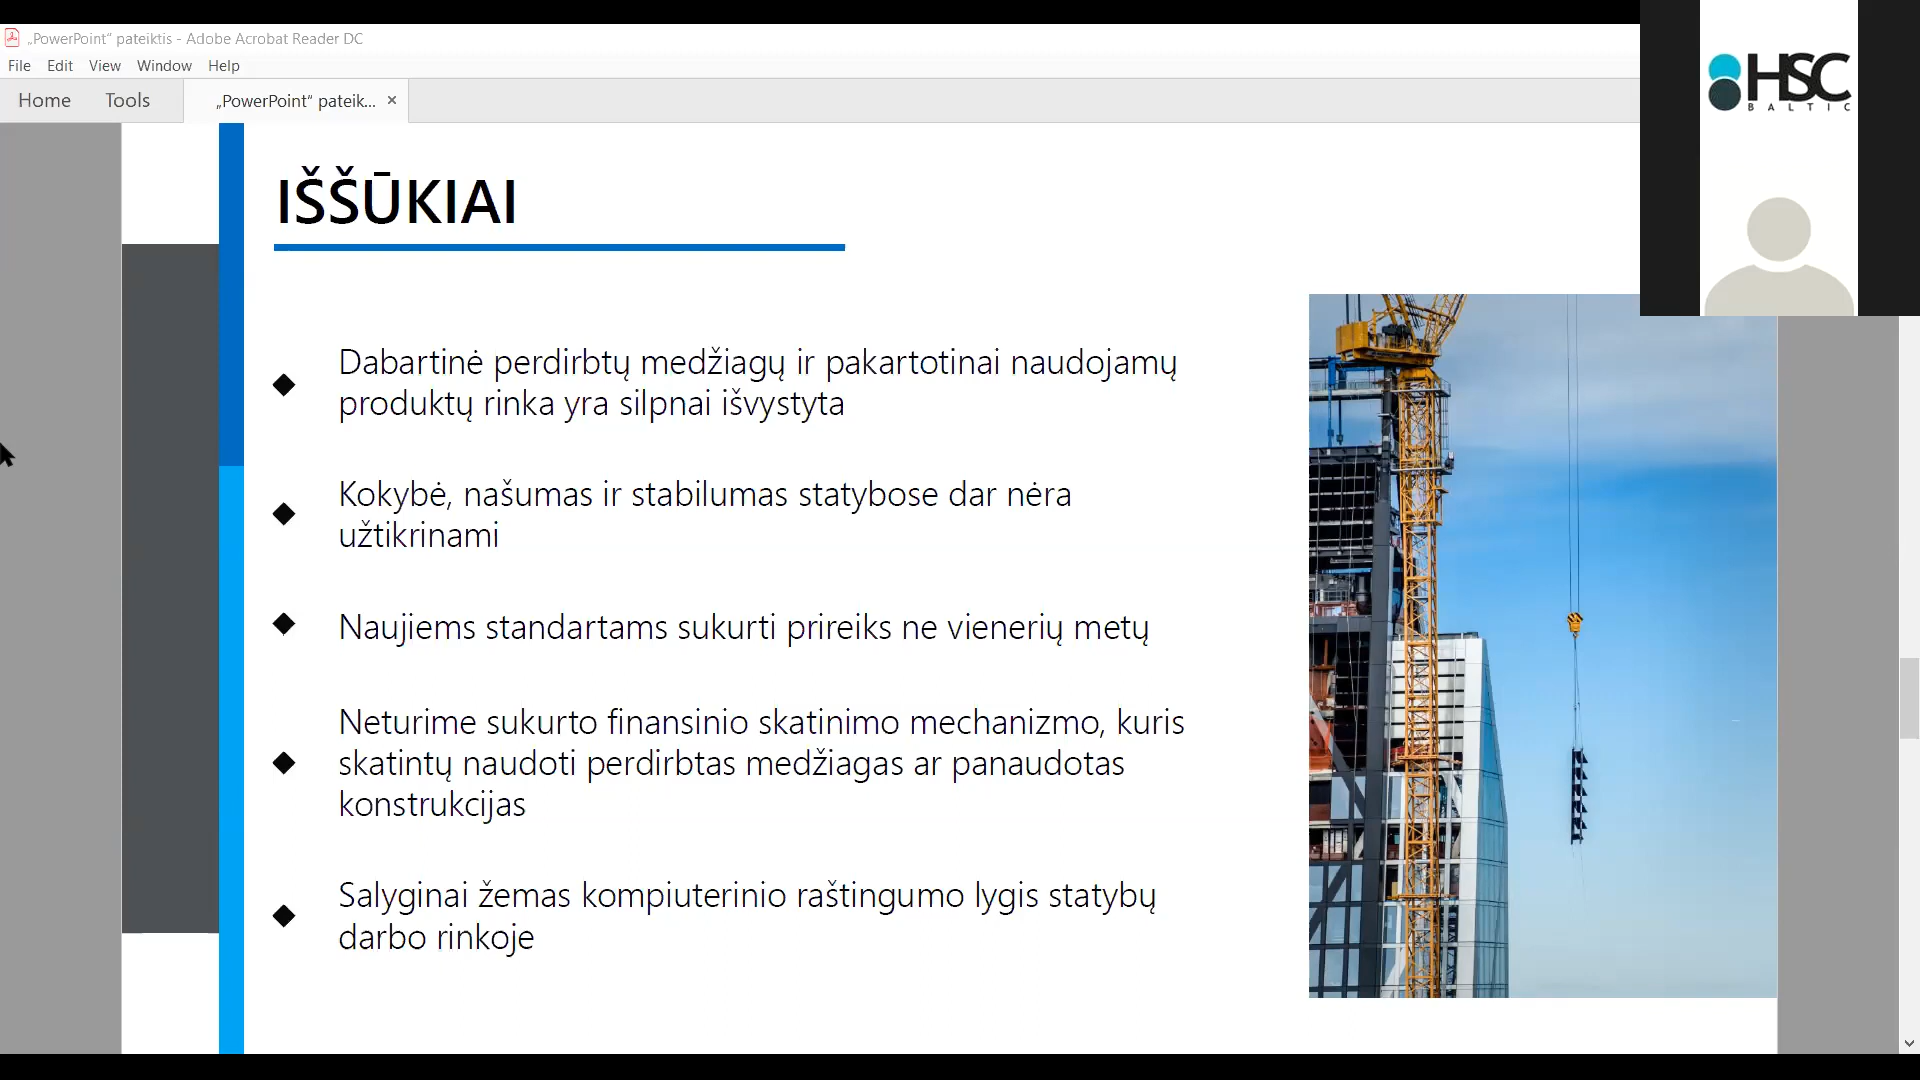 „PowerPoint“ pateiktis - Adobe Acrobat Reader DC
File Edit View Window Help
Home Tools „PowerPoint“ pateik... ×
HSC
BALTIC
IŠŠŪKIAI
Dabartinė perdirbtų medžiagų ir pakartotinai naudojamų
produktų rinka yra silpnai išvystyta
Kokybė, našumas ir stabilumas statybose dar nėra
užtikrinami
Naujiems standartams sukurti prireiks ne vienerių metų
Neturime sukurto finansinio skatinimo mechanizmo, kuris
skatintų naudoti perdirbtas medžiagas ar panaudotas
konstrukcijas
Salyginai žemas kompiuterinio raštingumo lygis statybų
darbo rinkoje